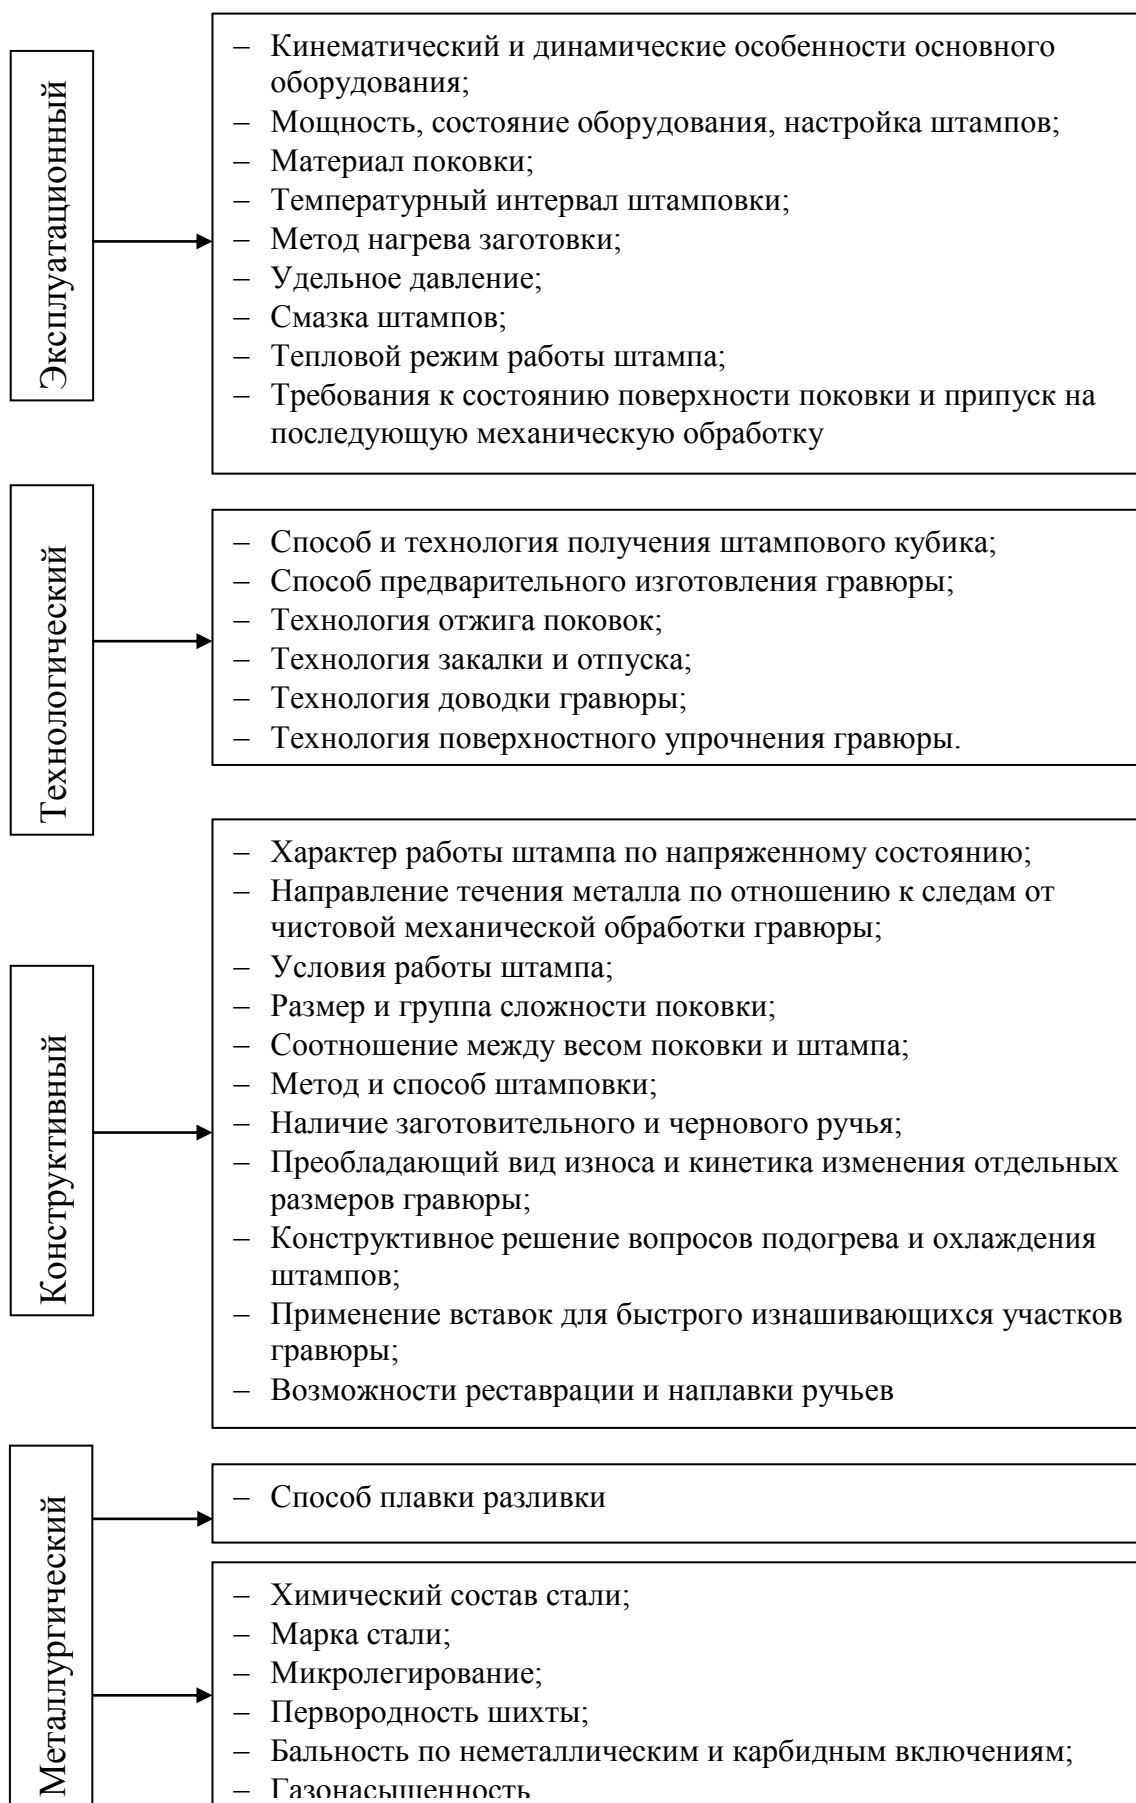 Эксплуатационный
– Кинематический и динамические особенности основного
оборудования;
– Мощность, состояние оборудования, настройка штампов;
– Материал поковки;
– Температурный интервал штамповки;
– Метод нагрева заготовки;
– Удельное давление;
– Смазка штампов;
– Тепловой режим работы штампа;
– Требования к состоянию поверхности поковки и припуск на
последующую механическую обработку
Технологический
– Способ и технология получения штампового кубика;
– Способ предварительного изготовления гравюры;
– Технология отжига поковок;
– Технология закалки и отпуска;
– Технология доводки гравюры;
– Технология поверхностного упрочнения гравюры.
Конструктивный
– Характер работы штампа по напряженному состоянию;
– Направление течения металла по отношению к следам от
чистовой механической обработки гравюры;
– Условия работы штампа;
– Размер и группа сложности поковки;
– Соотношение между весом поковки и штампа;
– Метод и способ штамповки;
– Наличие заготовительного и чернового ручья;
– Преобладающий вид износа и кинетика изменения отдельных
размеров гравюры;
– Конструктивное решение вопросов подогрева и охлаждения
штампов;
– Применение вставок для быстрого изнашивающихся участков
гравюры;
– Возможности реставрации и наплавки ручьев
Металлургический
– Способ плавки разливки
– Химический состав стали;
– Марка стали;
– Микролегирование;
– Первородность шихты;
– Бальность по неметаллическим и карбидным включениям;
– Газонасыщенность